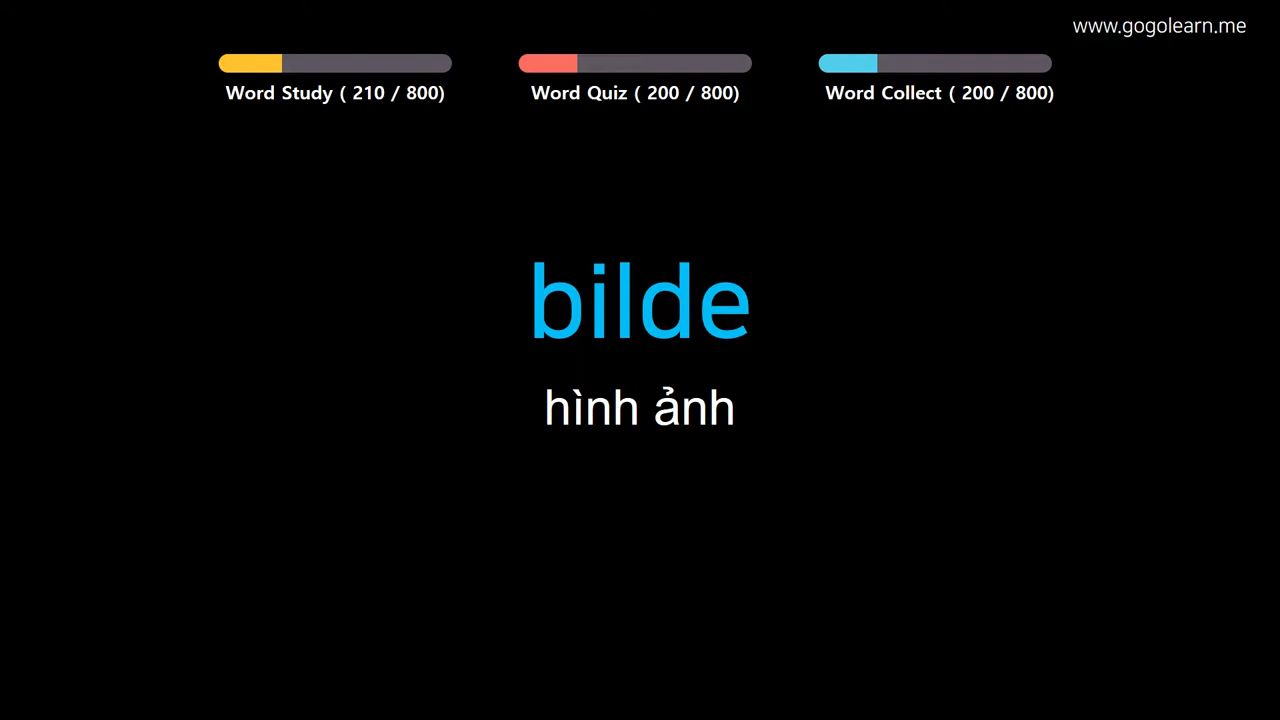 www.gogolearn.me
Word Study ( 210 / 800)
Word Quiz ( 200 / 800)
Word Collect ( 200 / 800)
bilde
hình ảnh